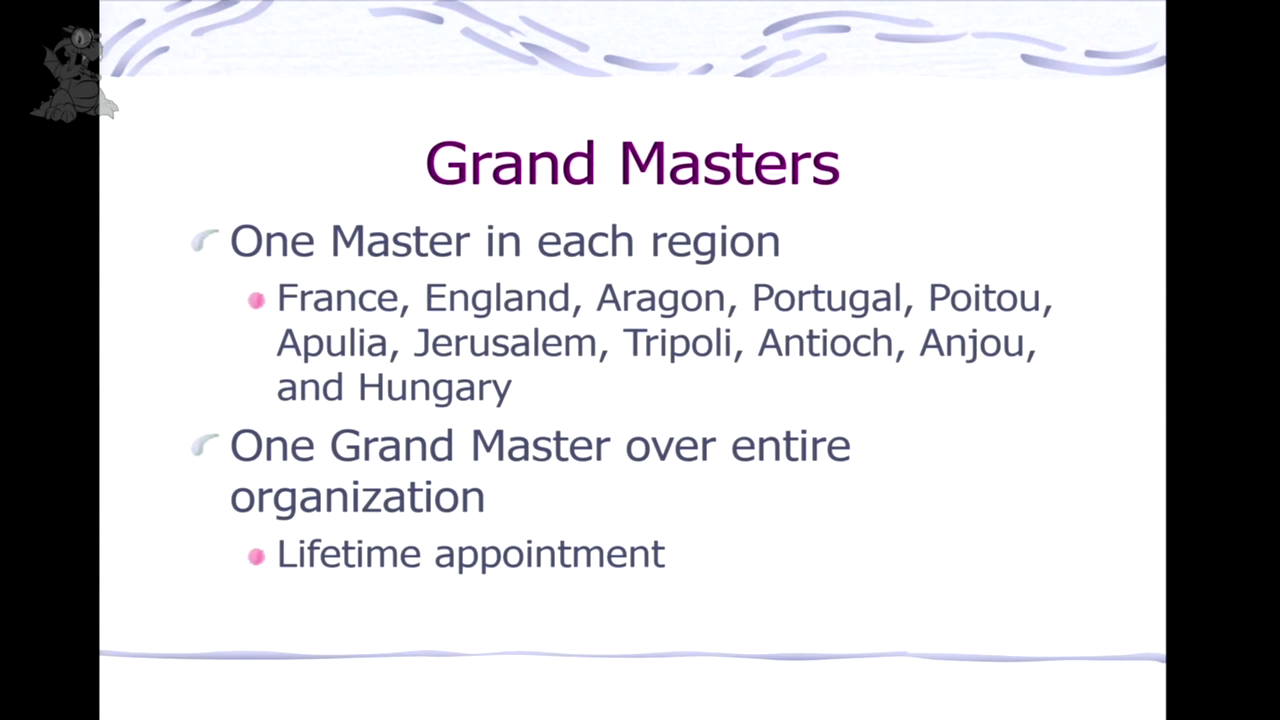 Grand Masters
One Master in each region
France, England, Aragon, Portugal, Poitou,
Apulia, Jerusalem, Tripoli, Antioch, Anjou,
and Hungary
One Grand Master over entire
organization
Lifetime appointment